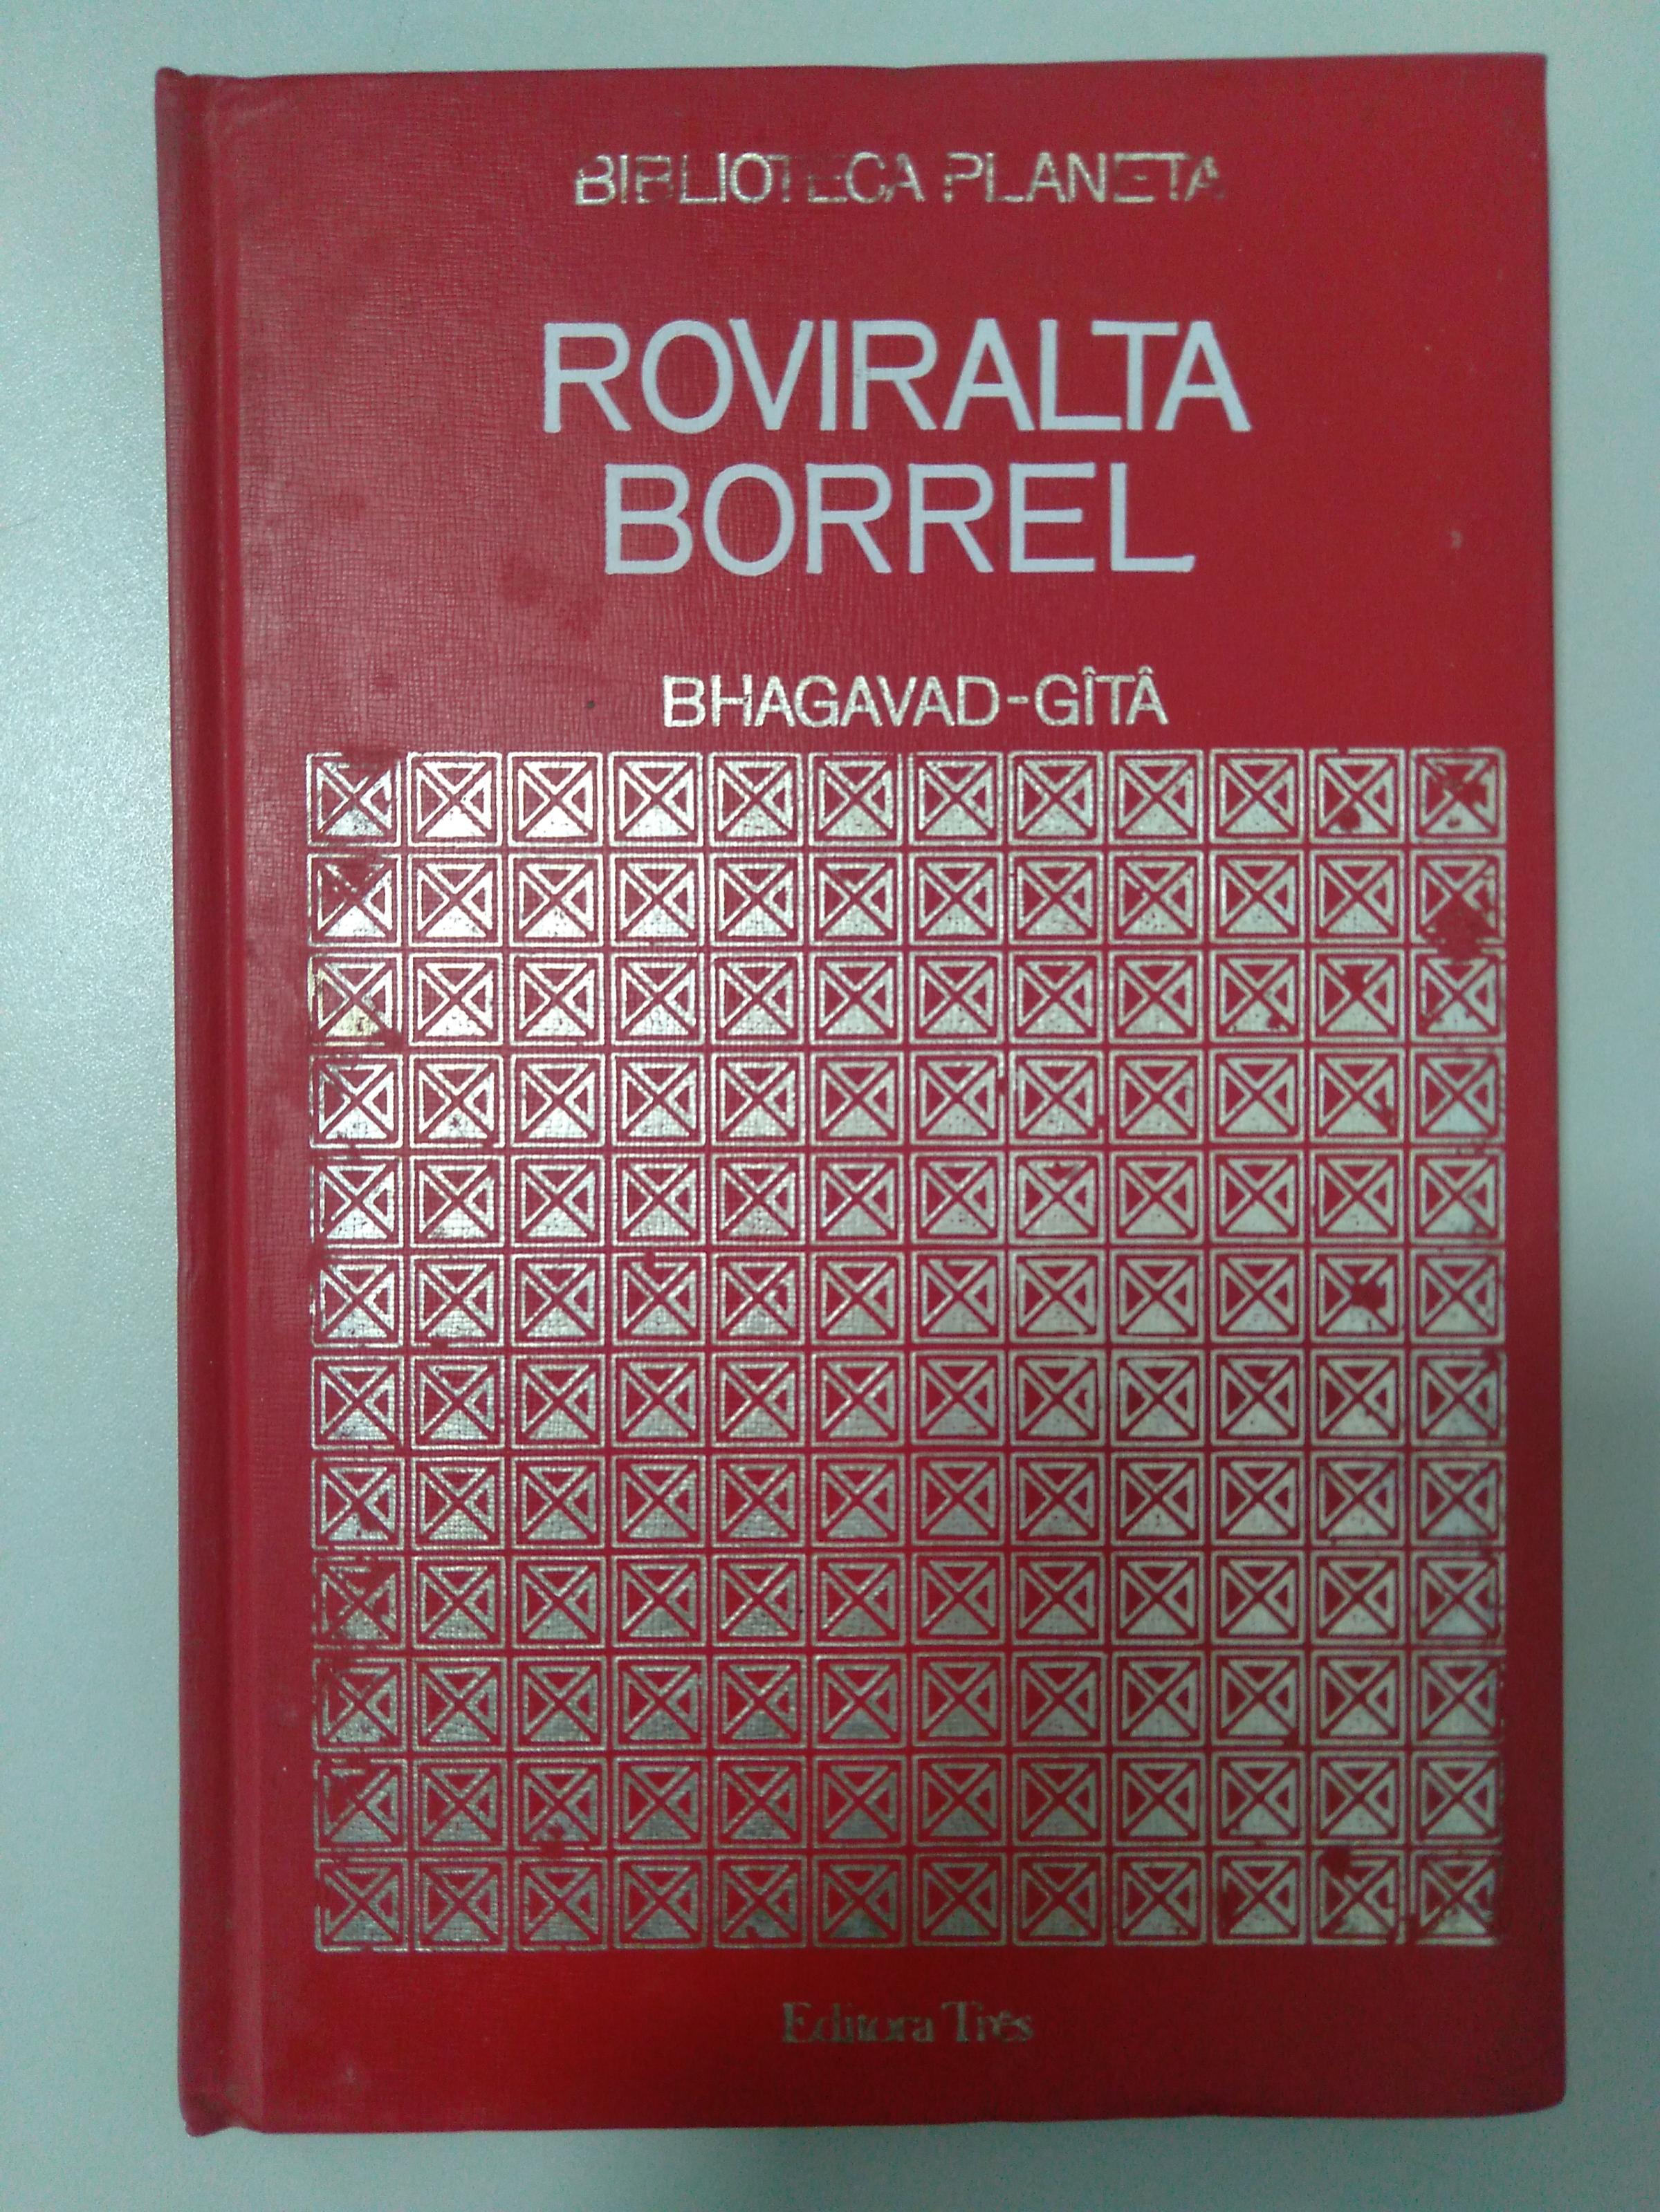 BIBLIOTECA PLANETA
ROVIRALTA
BORREL
BHAGAVAD-GÎTÂ
Editora Três